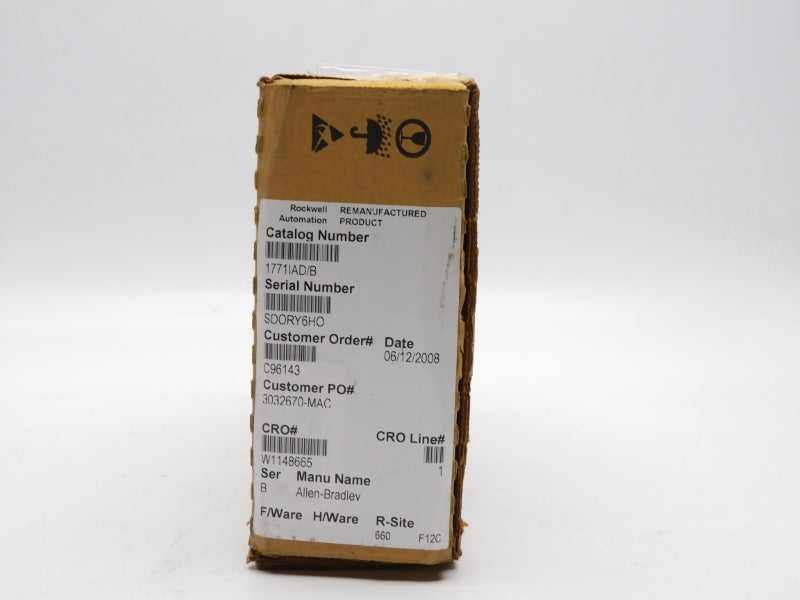 Rockwell Automation REMANUFACTURED PRODUCT
Catalog Number
1771IAD/B
Serial Number
SDORY6HO
Customer Order# Date
06/12/2008
C96143
Customer PO#
3032670-MAC
CRO# CRO Line#
W1148665 1
Ser Manu Name
B Allen-Bradley
F/Ware H/Ware R-Site
660 F12C